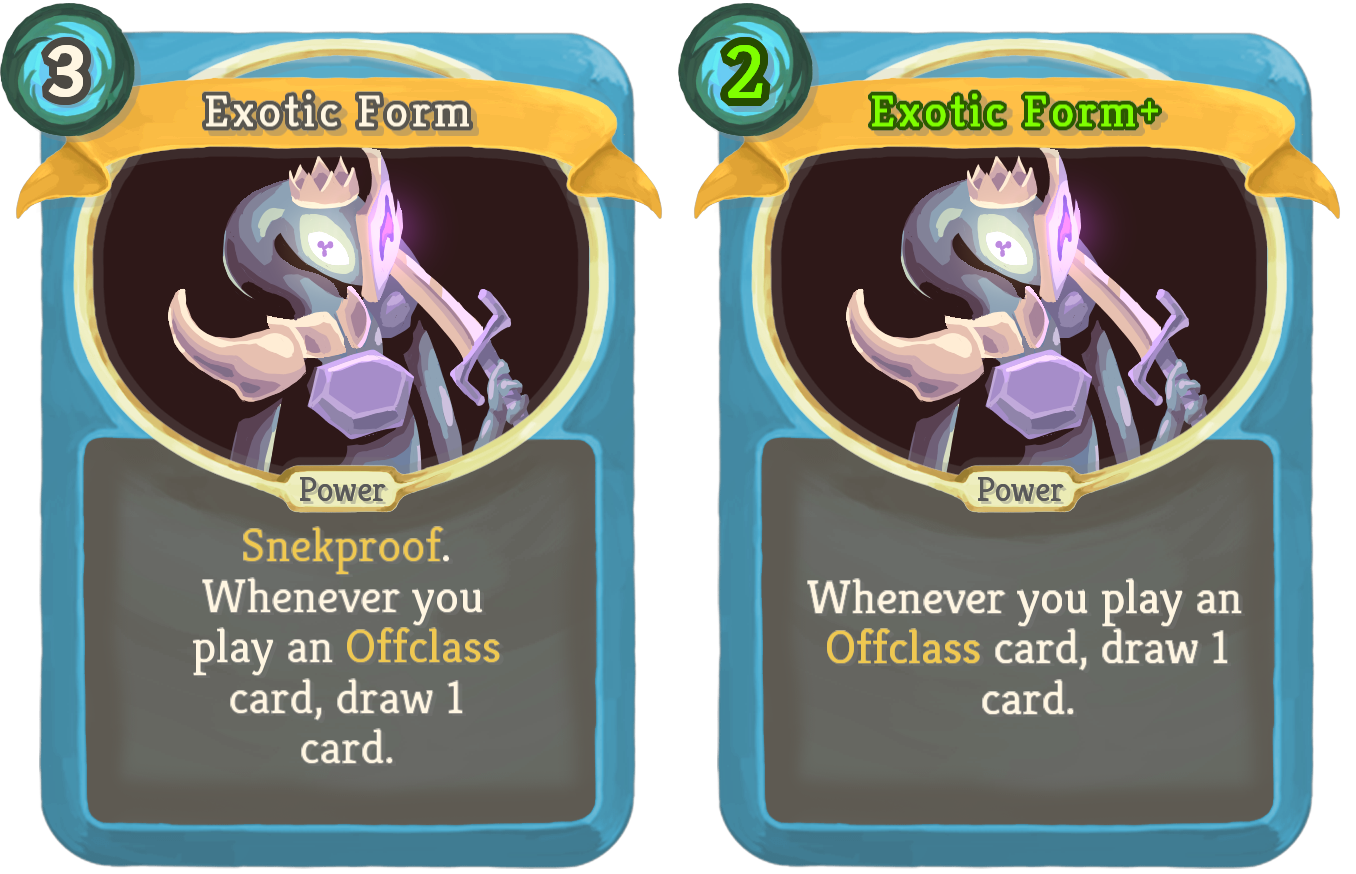 3
Exotic Form
Power
Snekproof.
Whenever you
play an Offclass
card, draw 1
card.
2
Exotic Form+
Power
Whenever you play an
Offclass card, draw 1
card.